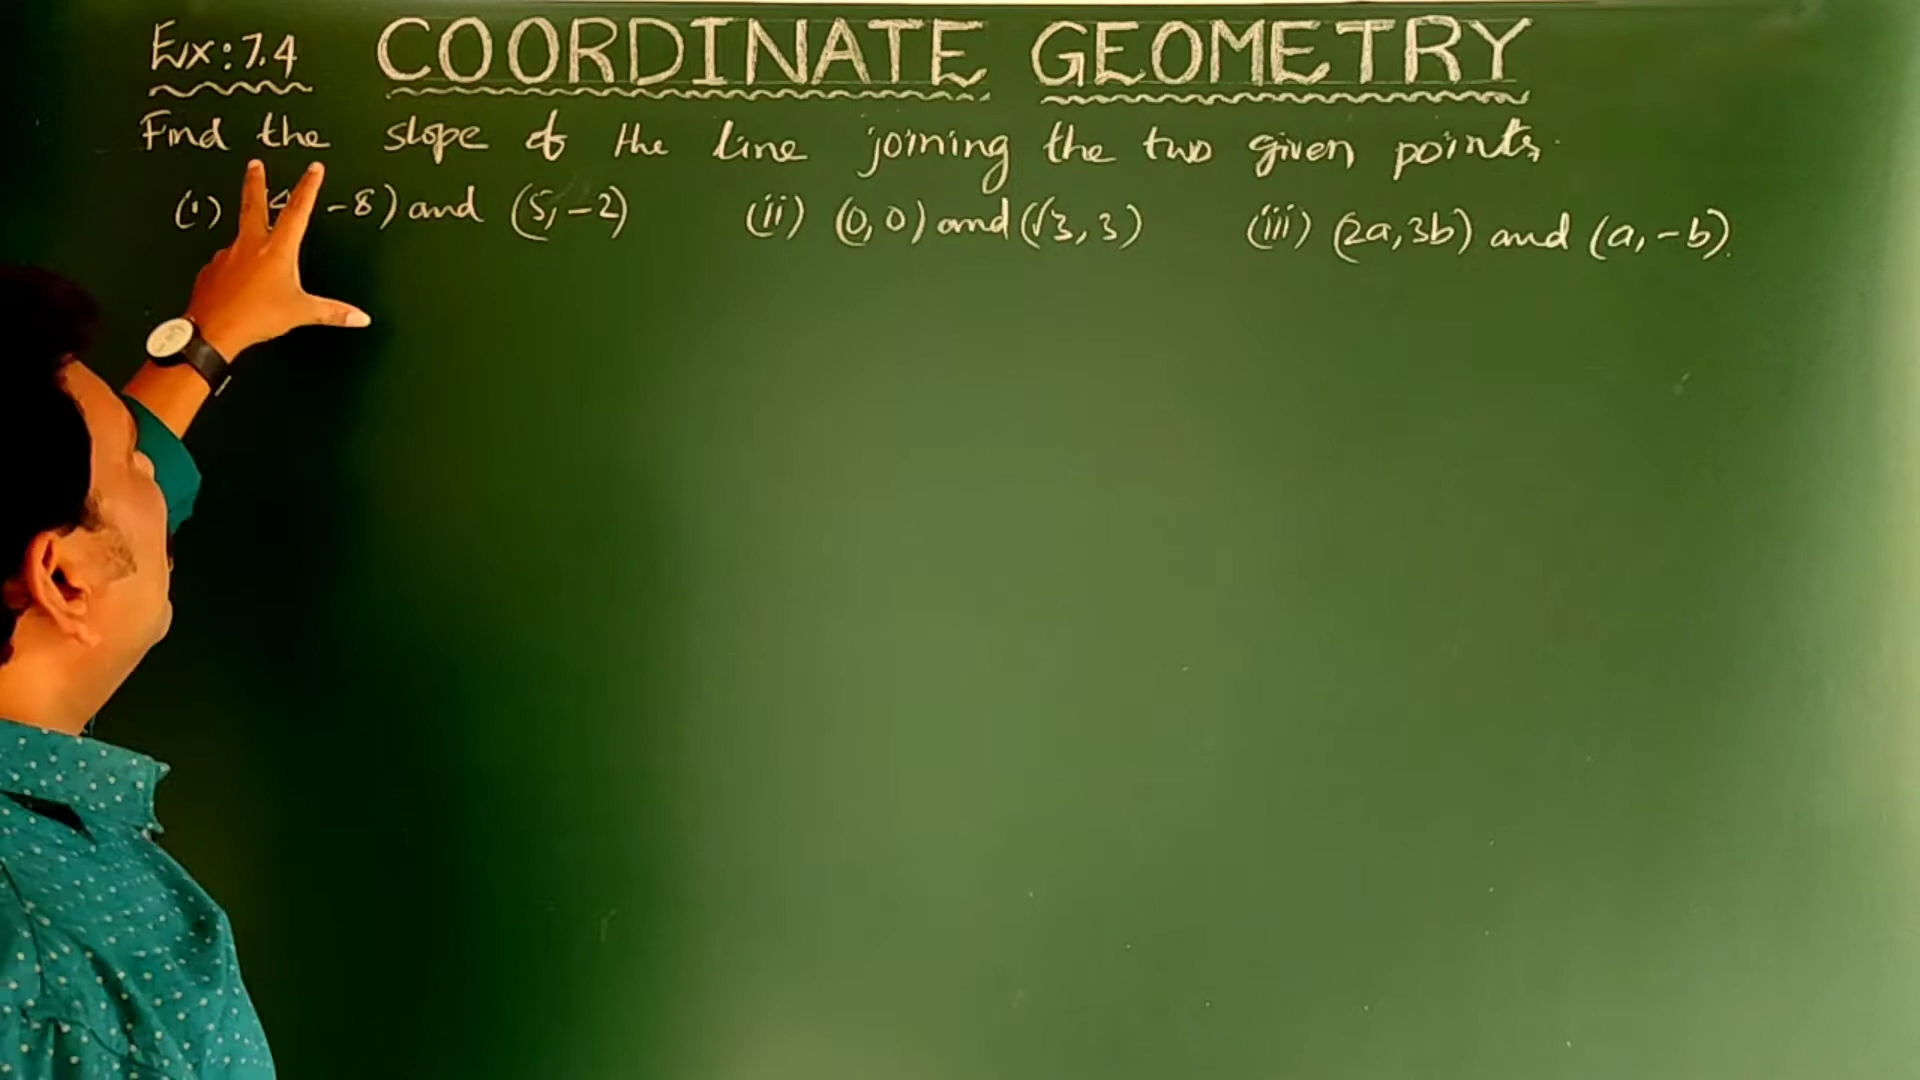 Ex: 7.4 COORDINATE GEOMETRY
Find the slope of the line joining the two given points.
(i) -8) and (5, -2) (ii) (0, 0) and (√3, 3) (iii) (2a, 3b) and (a, -b).